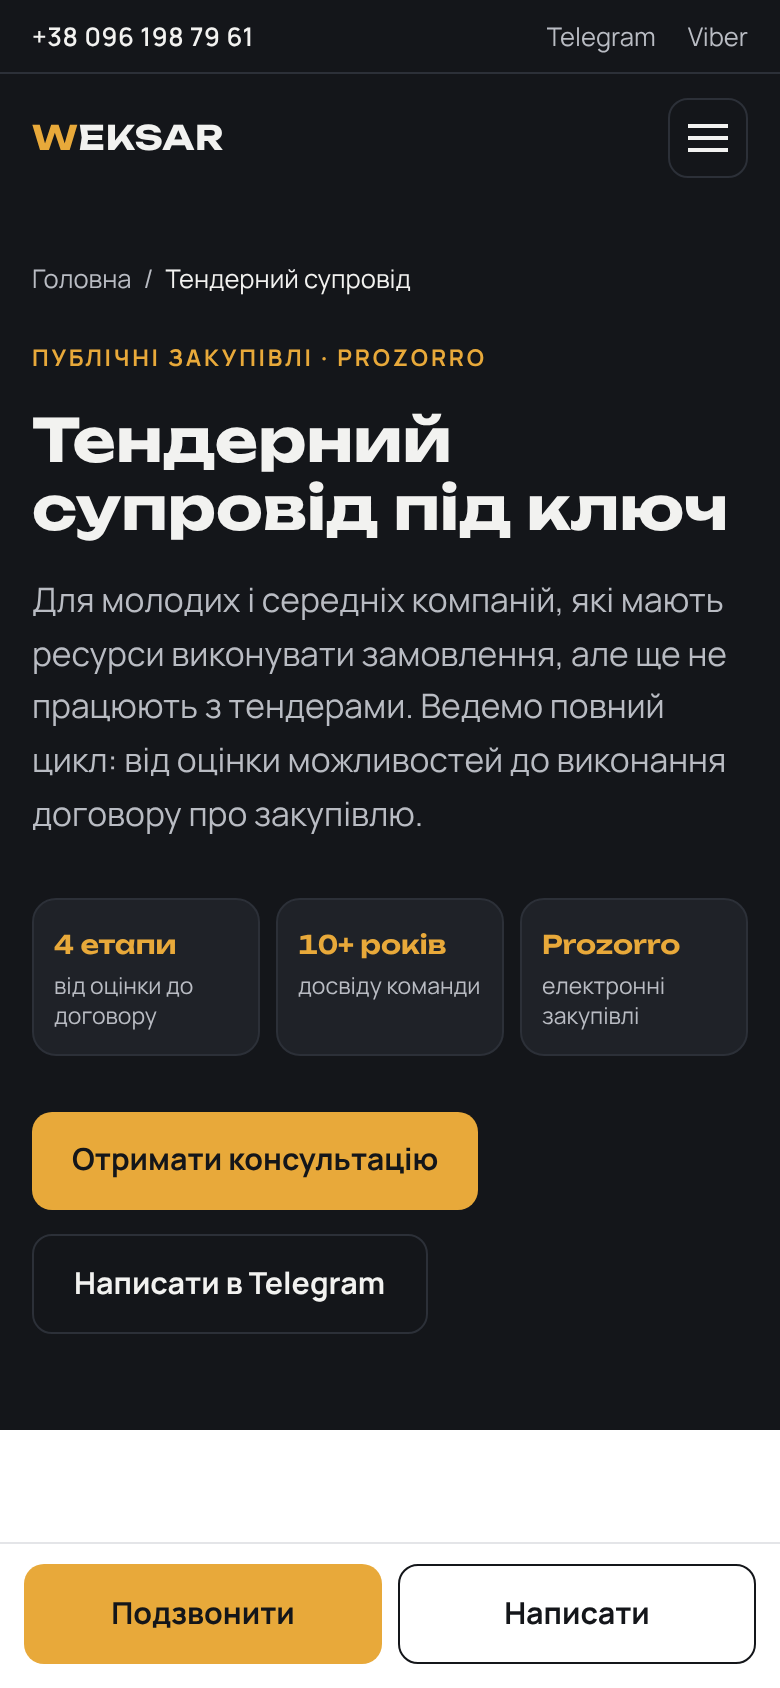 +38 096 198 79 61 Telegram Viber
WEKSAR
Головна / Тендерний супровід
ПУБЛІЧНІ ЗАКУПІВЛІ · PROZORRO
Тендерний
супровід під ключ
Для молодих і середніх компаній, які мають
ресурси виконувати замовлення, але ще не
працюють з тендерами. Ведемо повний
цикл: від оцінки можливостей до виконання
договору про закупівлю.
4 етапи
від оцінки до
договору
10+ років
досвіду команди
Prozorro
електронні
закупівлі
Отримати консультацію
Написати в Telegram
Подзвонити Написати